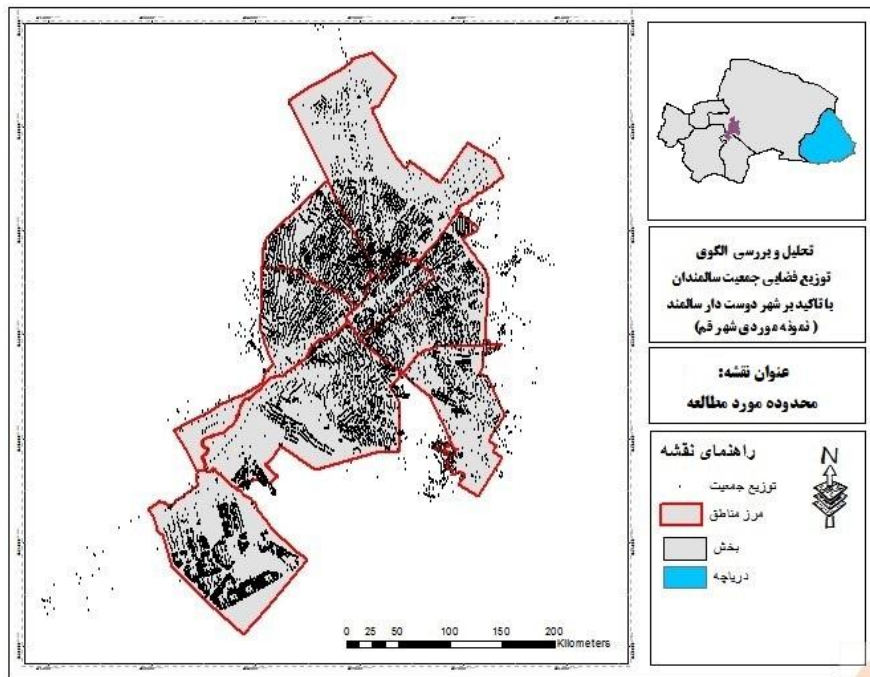 تحلیل و بررسی الگوی
توزیع فضایی جمعیت سالمندان
با تاکید بر شهر دوست دار سالمند
( نمونه موردی شهر قم)
عنوان نقشه:
محدوده مورد مطالعه
راهنمای نقشه
N
توزیع جمعیت
مرز مناطق
بخش
دریاچه
0 25 50 100 150 200
Kilometers